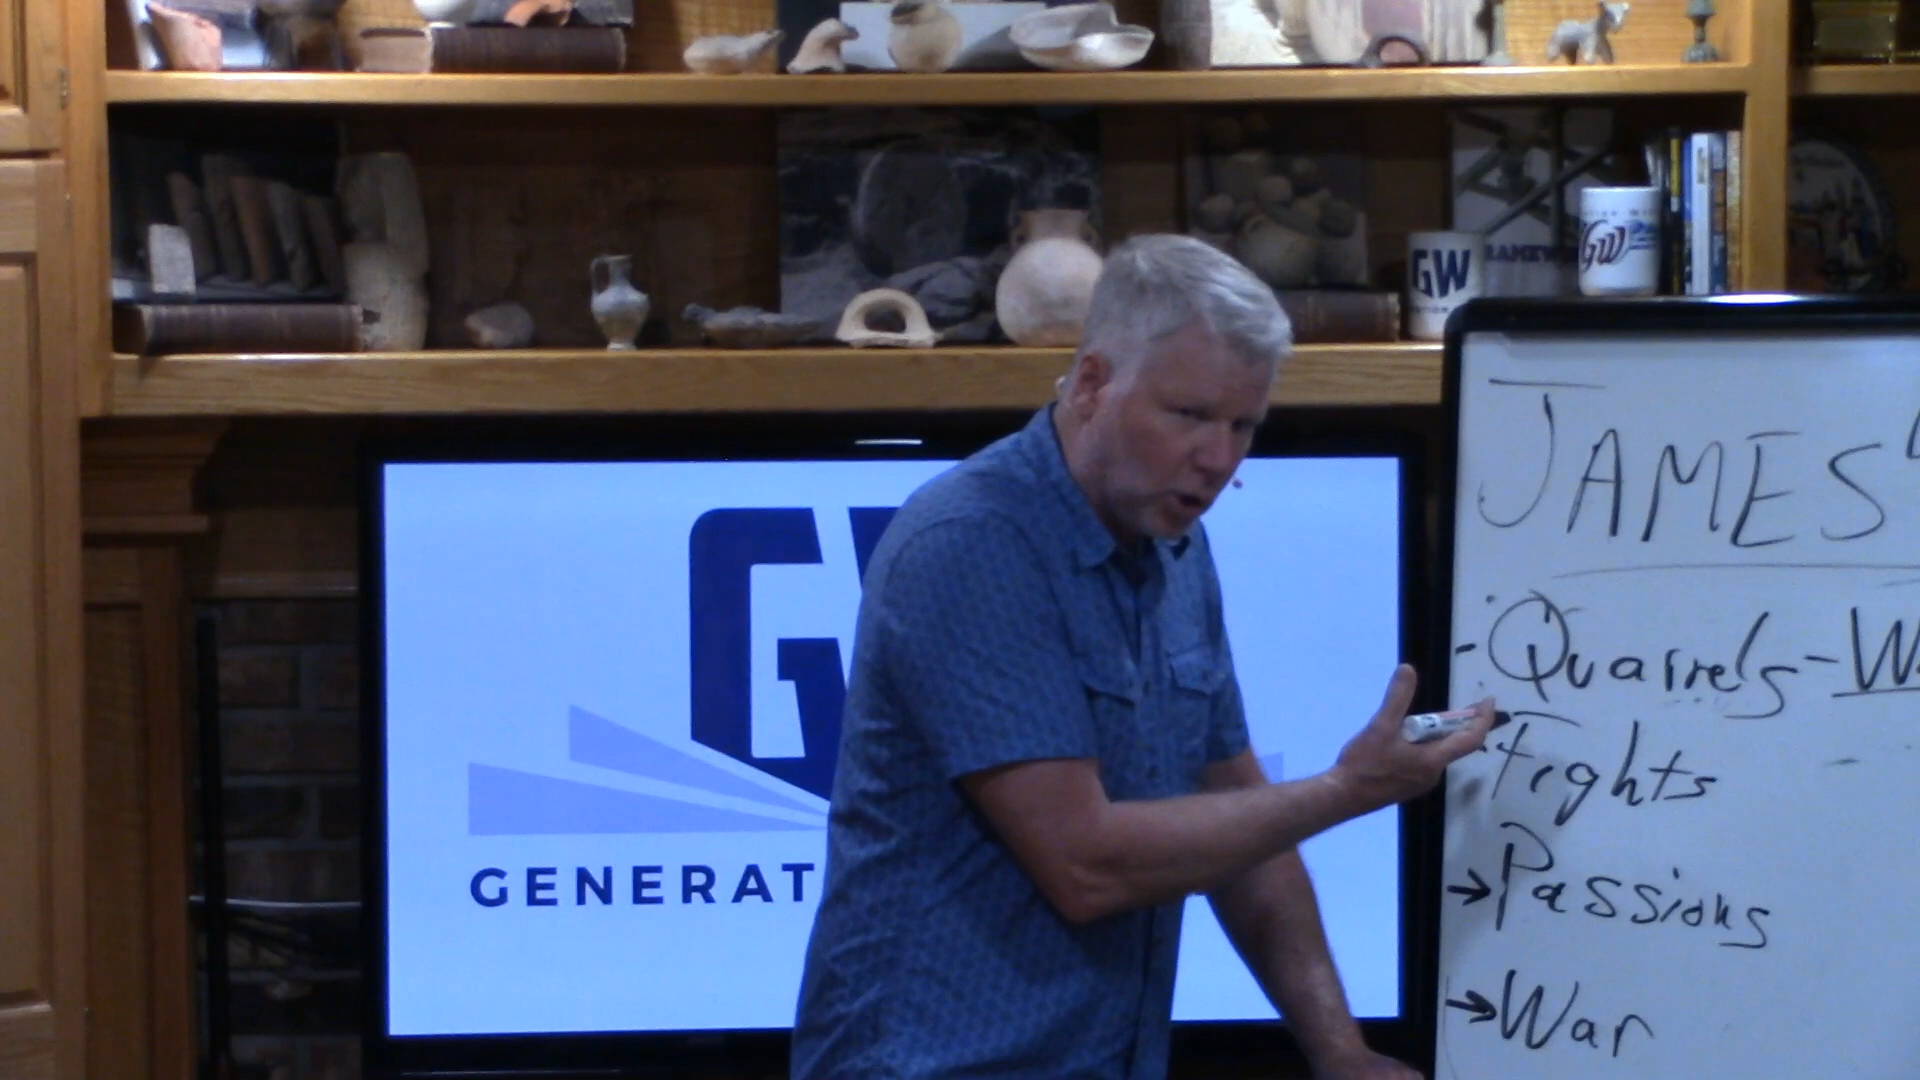 GW
GW
JAMES
- Quarrels - W
- Fights
→ Passions
→ War
GENERAT